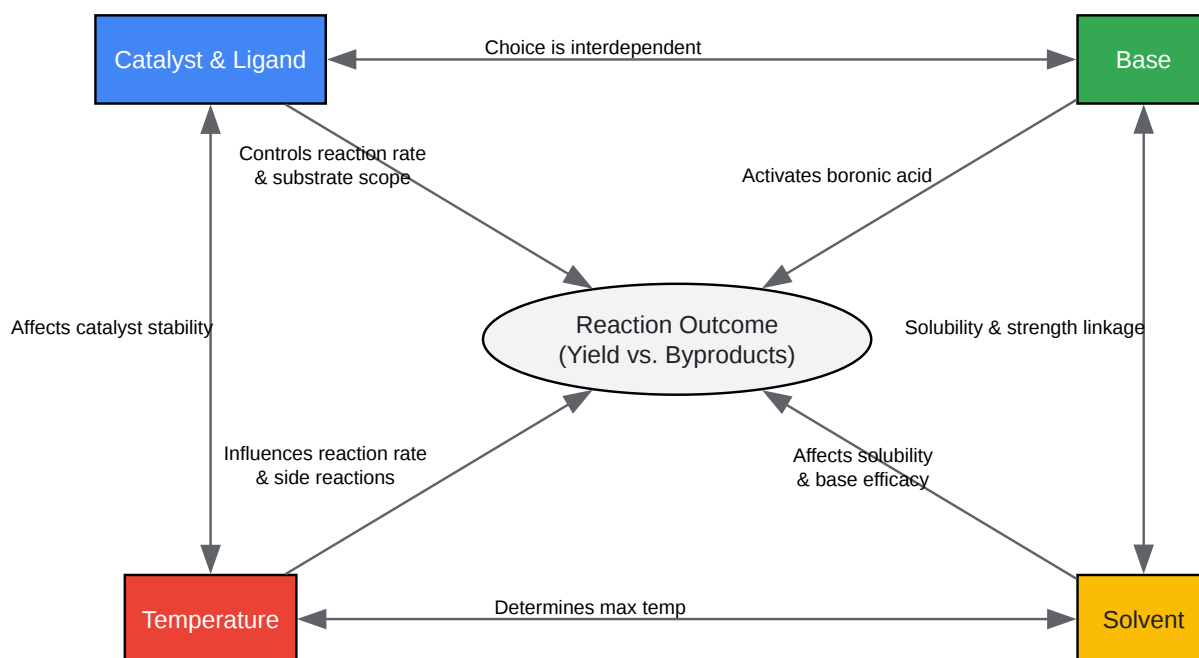 Catalyst & Ligand
Choice is interdependent
Base
Controls reaction rate
& substrate scope
Activates boronic acid
Affects catalyst stability
Reaction Outcome
(Yield vs. Byproducts)
Solubility & strength linkage
Influences reaction rate
& side reactions
Affects solubility
& base efficacy
Temperature
Determines max temp
Solvent